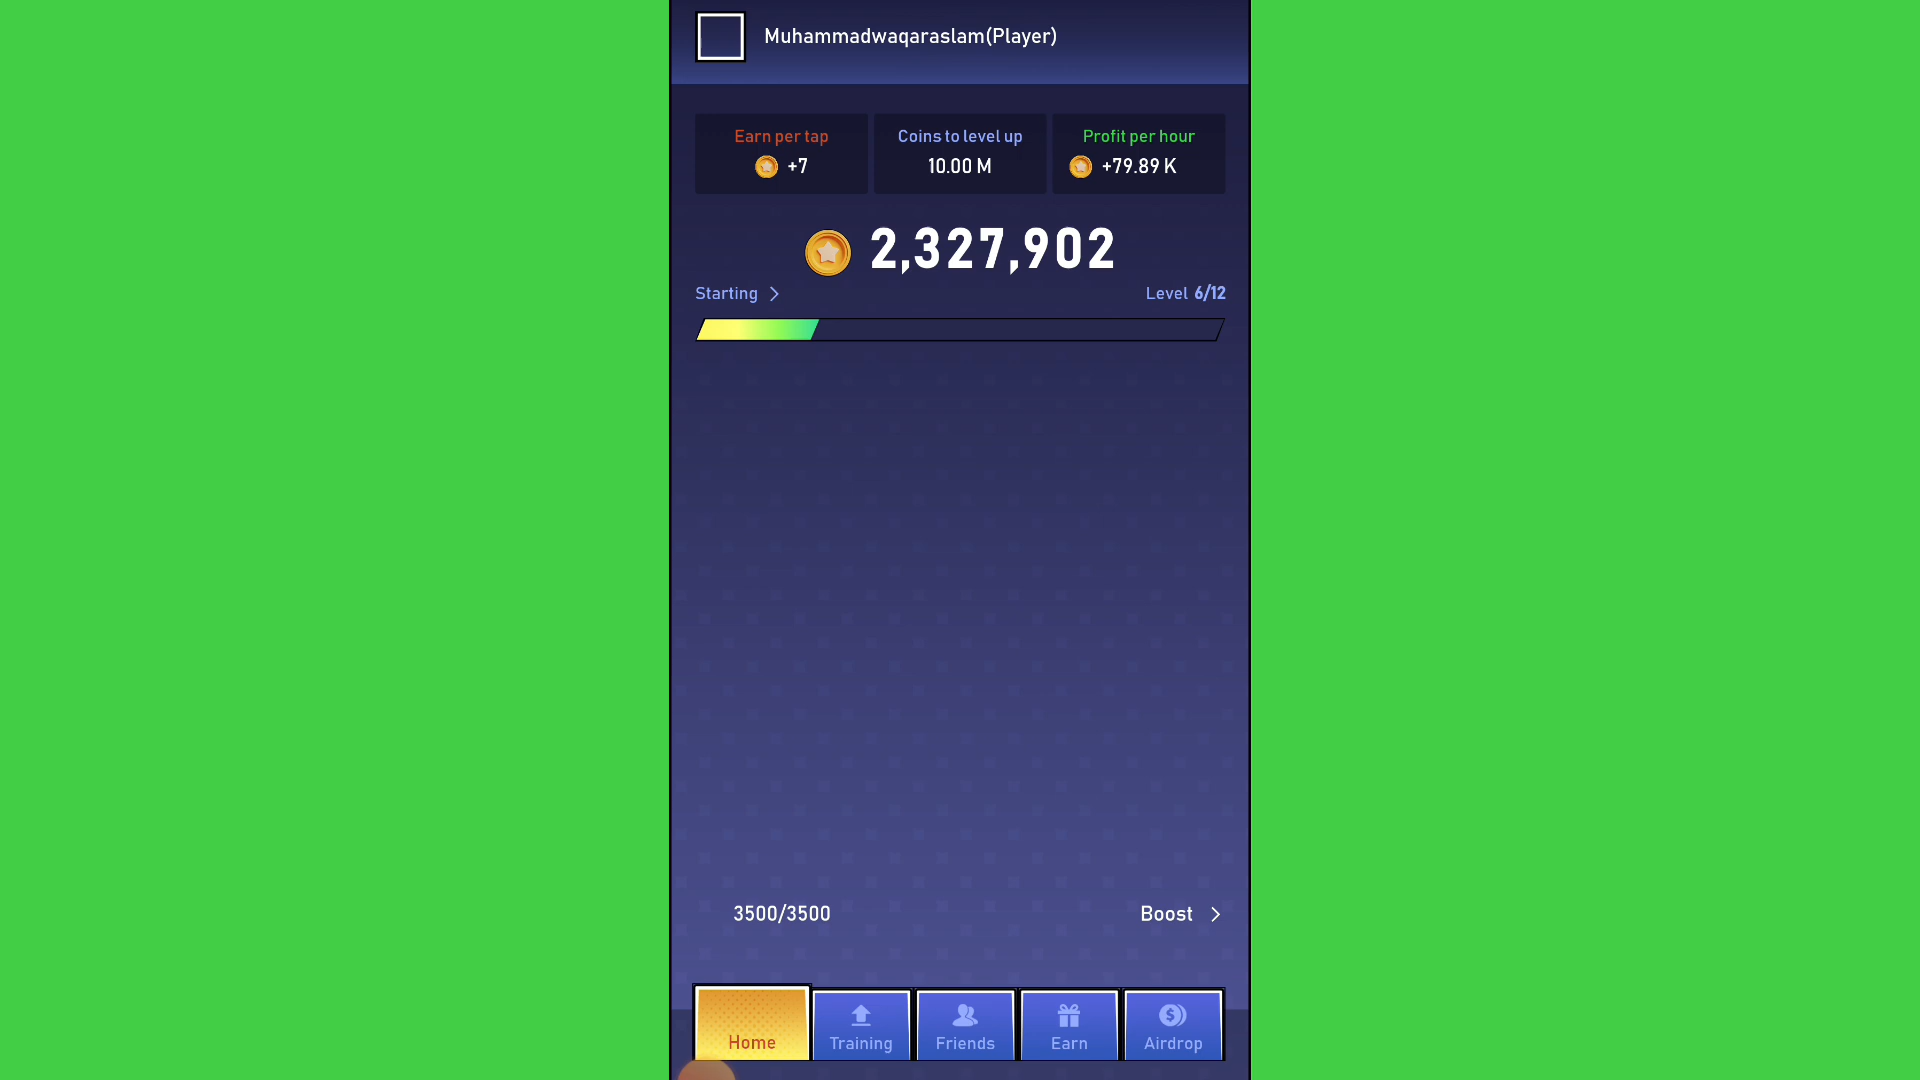 Muhammadwaqaraslam(Player)
Earn per tap
+7
Coins to level up
10.00 M
Profit per hour
+79.89 K
2,327,902
Starting
Level 6/12
3500/3500
Boost
Home
Training
Friends
Earn
Airdrop